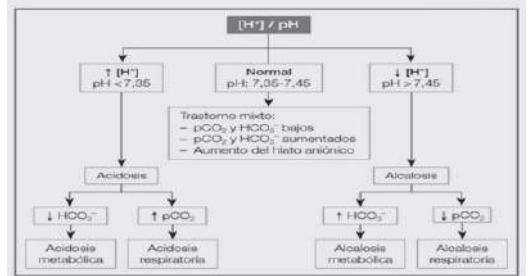 [H⁺] / pH
↑ [H⁺]
pH < 7,35
Normal
pH: 7,35-7,45
↓ [H⁺]
pH > 7,45
Trastorno mixto:
– pCO₂ y HCO₃⁻ bajos
– pCO₂ y HCO₃⁻ aumentados
– Aumento del hiato aniónico
Acidosis
Alcalosis
↓ HCO₃⁻
↑ pCO₂
↑ HCO₃⁻
↓ pCO₂
Acidosis
metabólica
Acidosis
respiratoria
Alcalosis
metabólica
Alcalosis
respiratoria